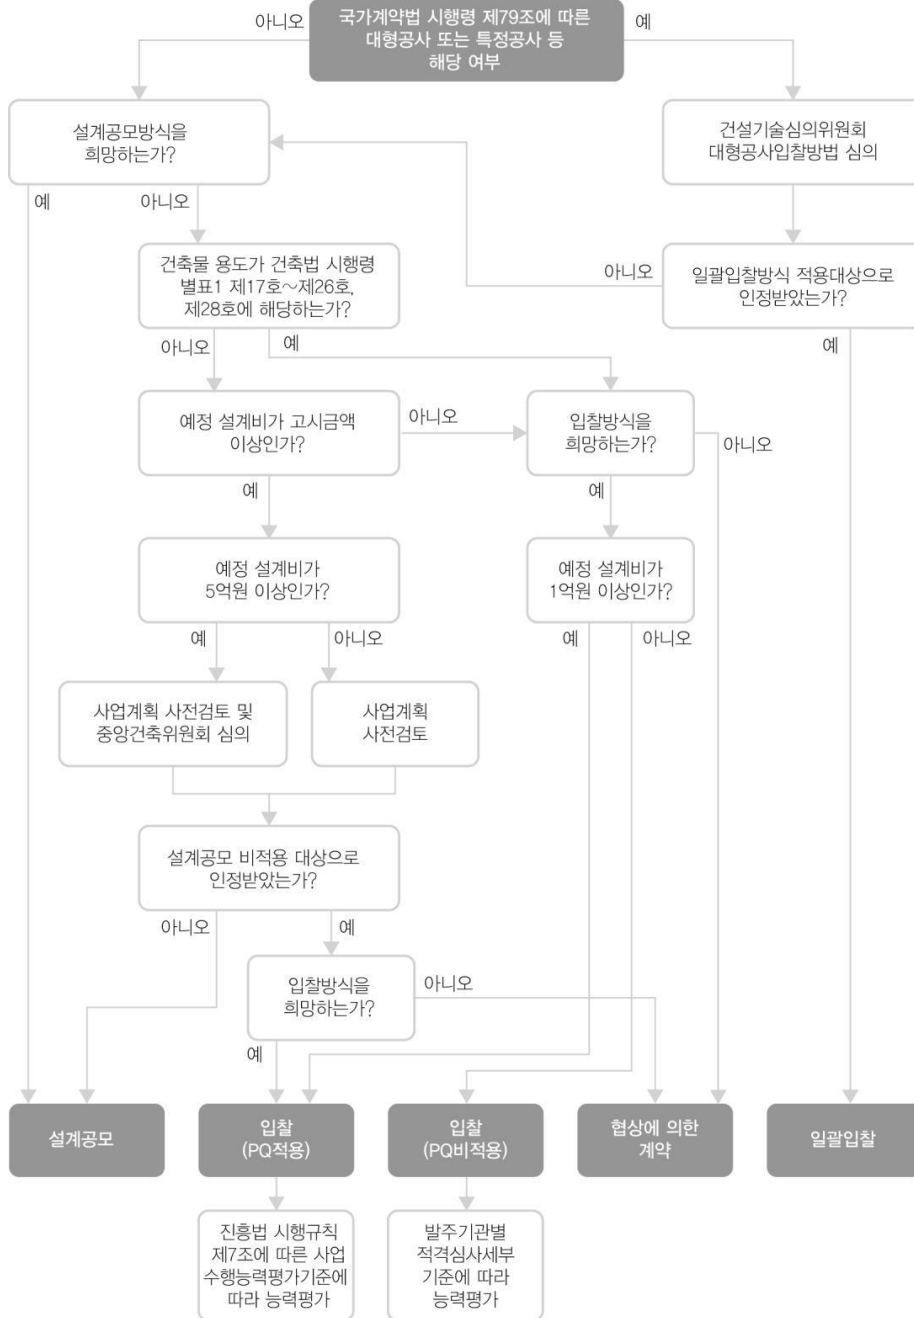 아니오
국가계약법 시행령 제79조에 따른
대형공사 또는 특정공사 등
해당 여부
예
설계공모방식을
희망하는가?
건설기술심의위원회
대형공사입찰방법 심의
예
아니오
건축물 용도가 건축법 시행령
별표1 제17호~제26호,
제28호에 해당하는가?
아니오
일괄입찰방식 적용대상으로
인정받았는가?
아니오
예
예
예정 설계비가 고시금액
이상인가?
아니오
입찰방식을
희망하는가?
아니오
예
예
예정 설계비가
5억원 이상인가?
예정 설계비가
1억원 이상인가?
예
아니오
예
아니오
사업계획 사전검토 및
중앙건축위원회 심의
사업계획
사전검토
설계공모 비적용 대상으로
인정받았는가?
아니오
예
입찰방식을
희망하는가?
아니오
예
설계공모
입찰
(PQ적용)
입찰
(PQ비적용)
협상에 의한
계약
일괄입찰
진흥법 시행규칙
제7조에 따른 사업
수행능력평가기준에
따라 능력평가
발주기관별
적격심사세부
기준에 따라
능력평가